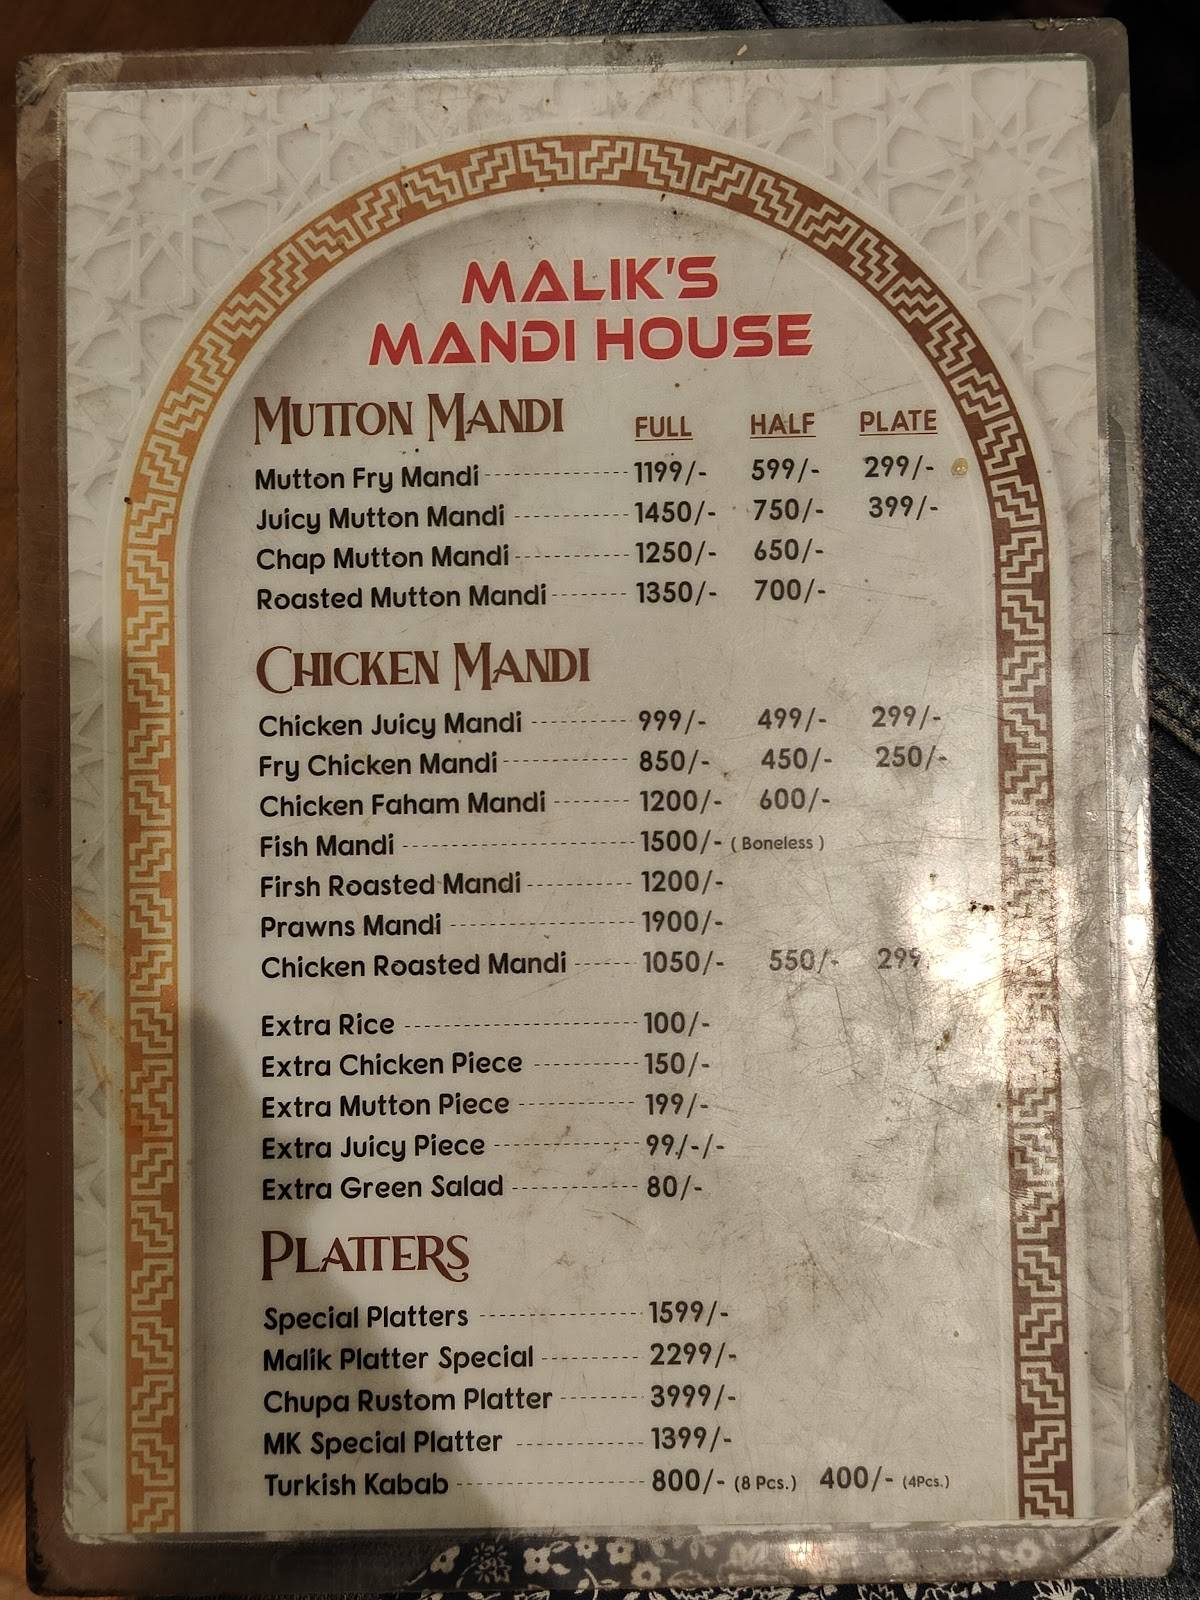 MALIK'S
MANDI HOUSE
MUTTON MANDI FULL HALF PLATE
Mutton Fry Mandi 1199/- 599/- 299/-
Juicy Mutton Mandi 1450/- 750/- 399/-
Chap Mutton Mandi 1250/- 650/-
Roasted Mutton Mandi 1350/- 700/-
CHICKEN MANDI
Chicken Juicy Mandi 999/- 499/- 299/-
Fry Chicken Mandi 850/- 450/- 250/-
Chicken Faham Mandi 1200/- 600/-
Fish Mandi 1500/- ( Boneless )
Firsh Roasted Mandi 1200/-
Prawns Mandi 1900/-
Chicken Roasted Mandi 1050/- 550/- 299
Extra Rice 100/-
Extra Chicken Piece 150/-
Extra Mutton Piece 199/-
Extra Juicy Piece 99/-/-
Extra Green Salad 80/-
PLATTERS
Special Platters 1599/-
Malik Platter Special 2299/-
Chupa Rustom Platter 3999/-
MK Special Platter 1399/-
Turkish Kabab 800/- (8 Pcs.) 400/- (4Pcs.)